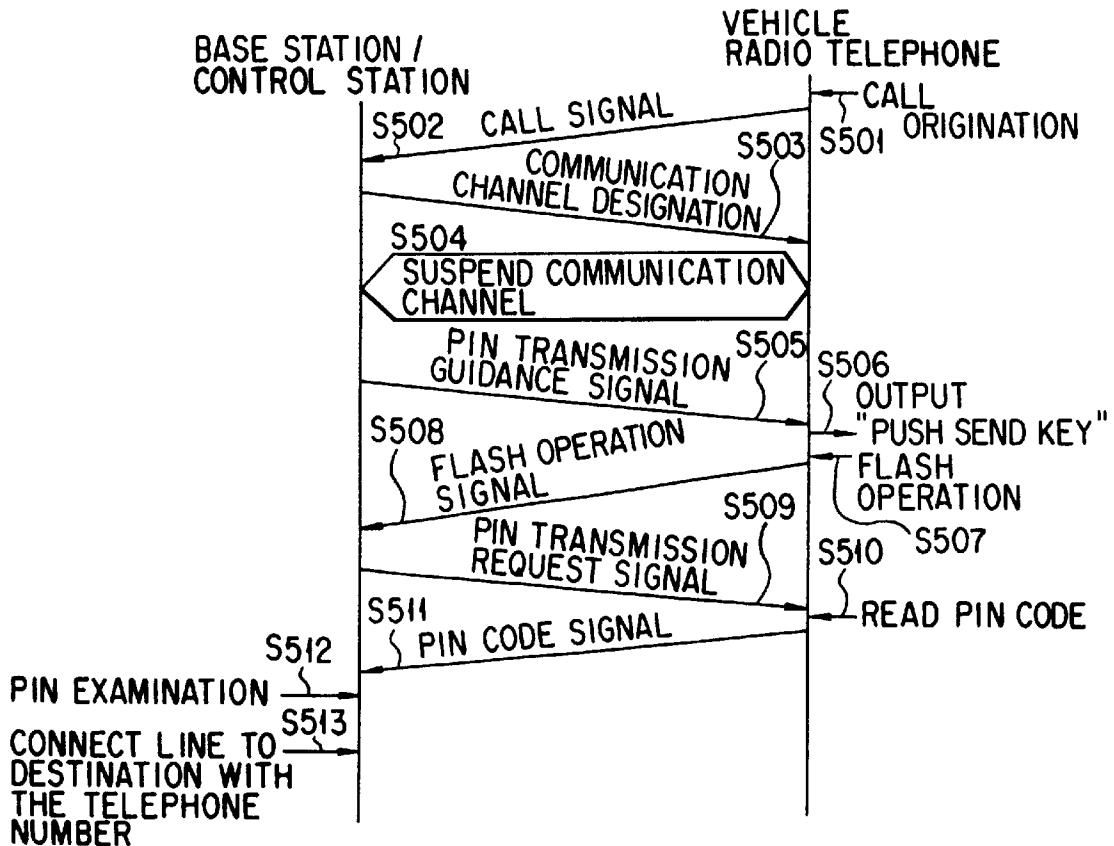 BASE STATION /
CONTROL STATION
VEHICLE
RADIO TELEPHONE
CALL
ORIGINATION
S501
CALL SIGNAL
S502
S503
COMMUNICATION
CHANNEL DESIGNATION
S504
SUSPEND COMMUNICATION
CHANNEL
S505
PIN TRANSMISSION
GUIDANCE SIGNAL
S506
OUTPUT
"PUSH SEND KEY"
FLASH
OPERATION
S507
S508
FLASH OPERATION
SIGNAL
S509
PIN TRANSMISSION
REQUEST SIGNAL
S510
READ PIN CODE
S511
PIN CODE SIGNAL
S512
PIN EXAMINATION
S513
CONNECT LINE TO
DESTINATION WITH
THE TELEPHONE
NUMBER